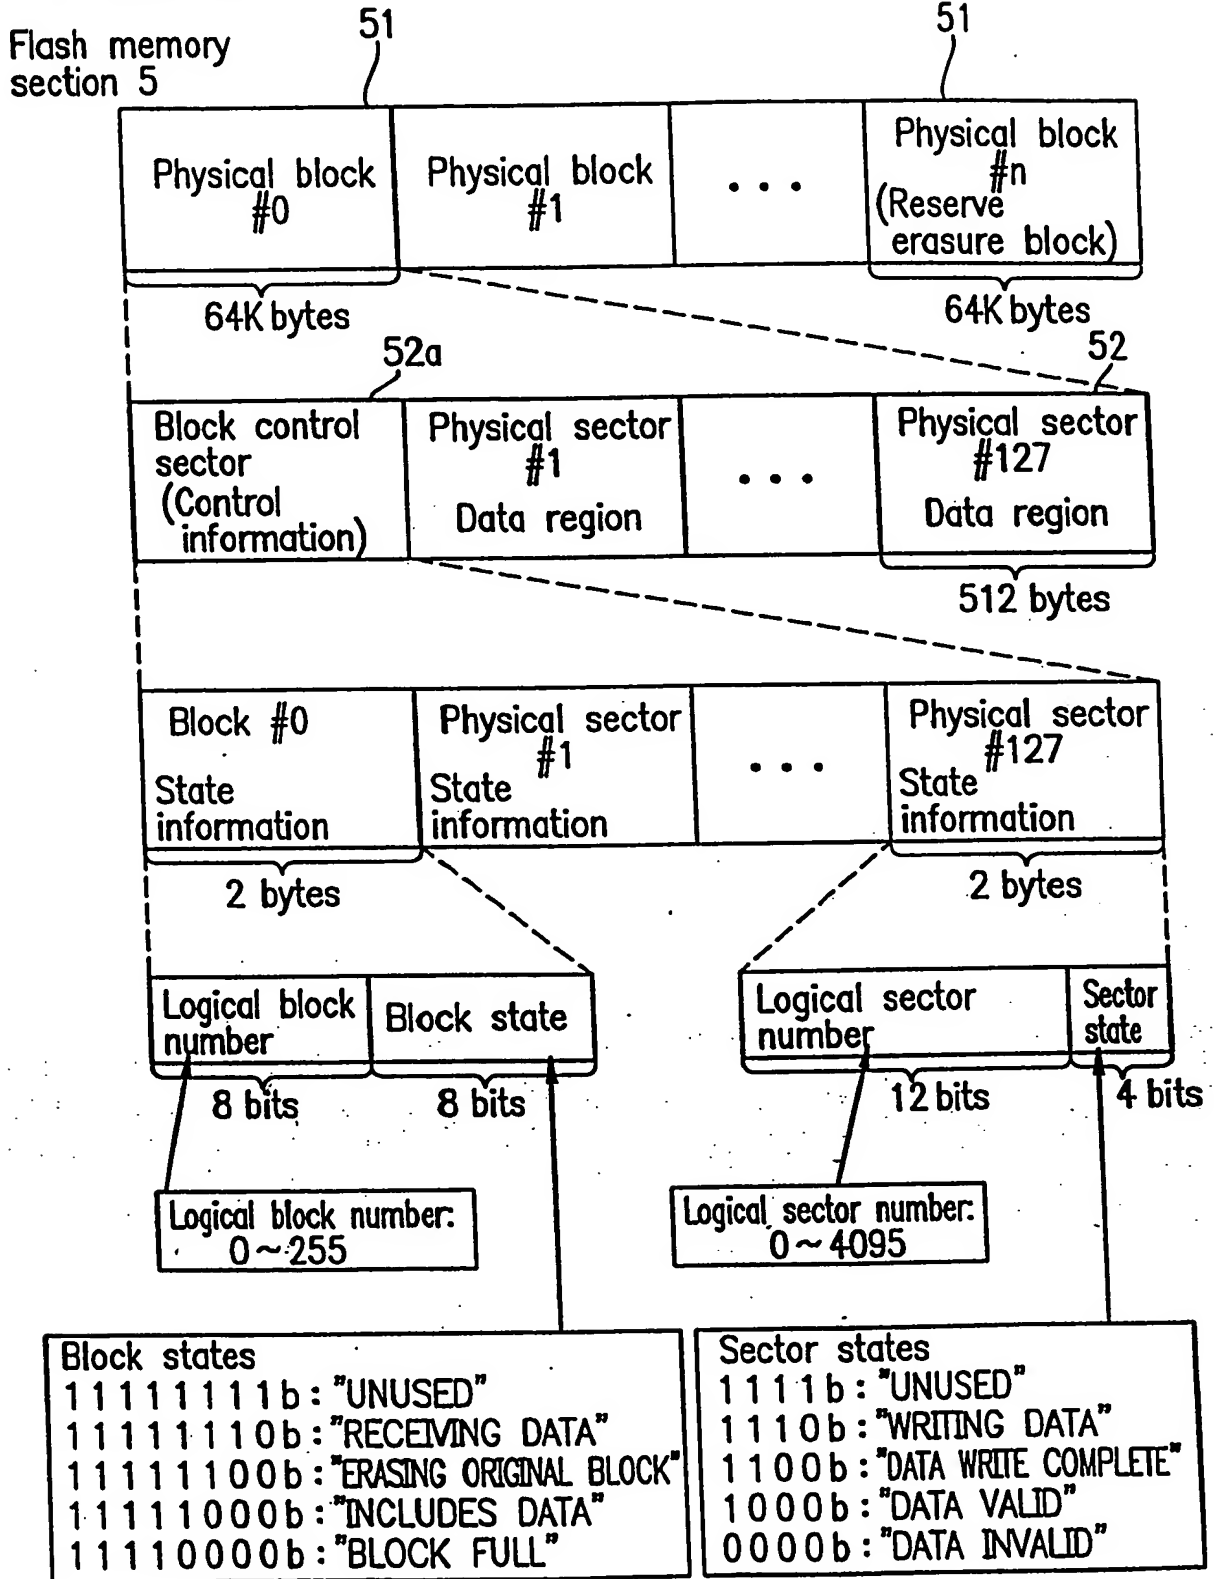 Flash memory
section 5
51
51
Physical block
#0
Physical block
#1
• • •
Physical block
#n
(Reserve
erasure block)
64K bytes
64K bytes
52a
52
Block control
sector
(Control
information)
Physical sector
#1
Data region
• • •
Physical sector
#127
Data region
512 bytes
Block #0
State
information
Physical sector
#1
State
information
• • •
Physical sector
#127
State
information
2 bytes
2 bytes
Logical block
number
Block state
Logical sector
number
Sector
state
8 bits
8 bits
12 bits
4 bits
Logical block number:
0~255
Logical sector number:
0~4095
Block states
11111111b:"UNUSED"
11111110b:"RECEIVING DATA"
11111100b:"ERASING ORIGINAL BLOCK"
11111000b:"INCLUDES DATA"
11110000b:"BLOCK FULL"
Sector states
1111b:"UNUSED"
1110b:"WRITING DATA"
1100b:"DATA WRITE COMPLETE"
1000b:"DATA VALID"
0000b:"DATA INVALID"